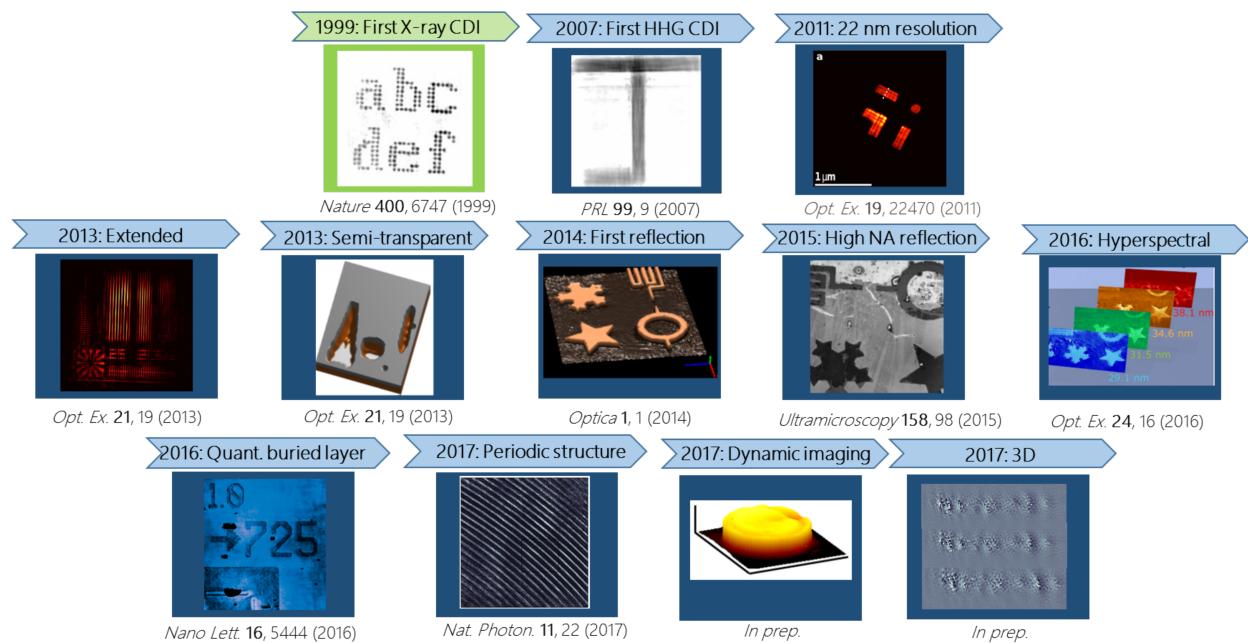 1999: First X-ray CDI
2007: First HHG CDI
2011: 22 nm resolution
abc
def
a
1μm
Nature 400, 6747 (1999)
PRL 99, 9 (2007)
Opt. Ex. 19, 22470 (2011)
2013: Extended
2013: Semi-transparent
2014: First reflection
2015: High NA reflection
2016: Hyperspectral
38.1 nm
34.6 nm
31.5 nm
29.1 nm
Opt. Ex. 21, 19 (2013)
Opt. Ex. 21, 19 (2013)
Optica 1, 1 (2014)
Ultramicroscopy 158, 98 (2015)
Opt. Ex. 24, 16 (2016)
2016: Quant. buried layer
2017: Periodic structure
2017: Dynamic imaging
2017: 3D
1.0
725
Nano Lett. 16, 5444 (2016)
Nat. Photon. 11, 22 (2017)
In prep.
In prep.